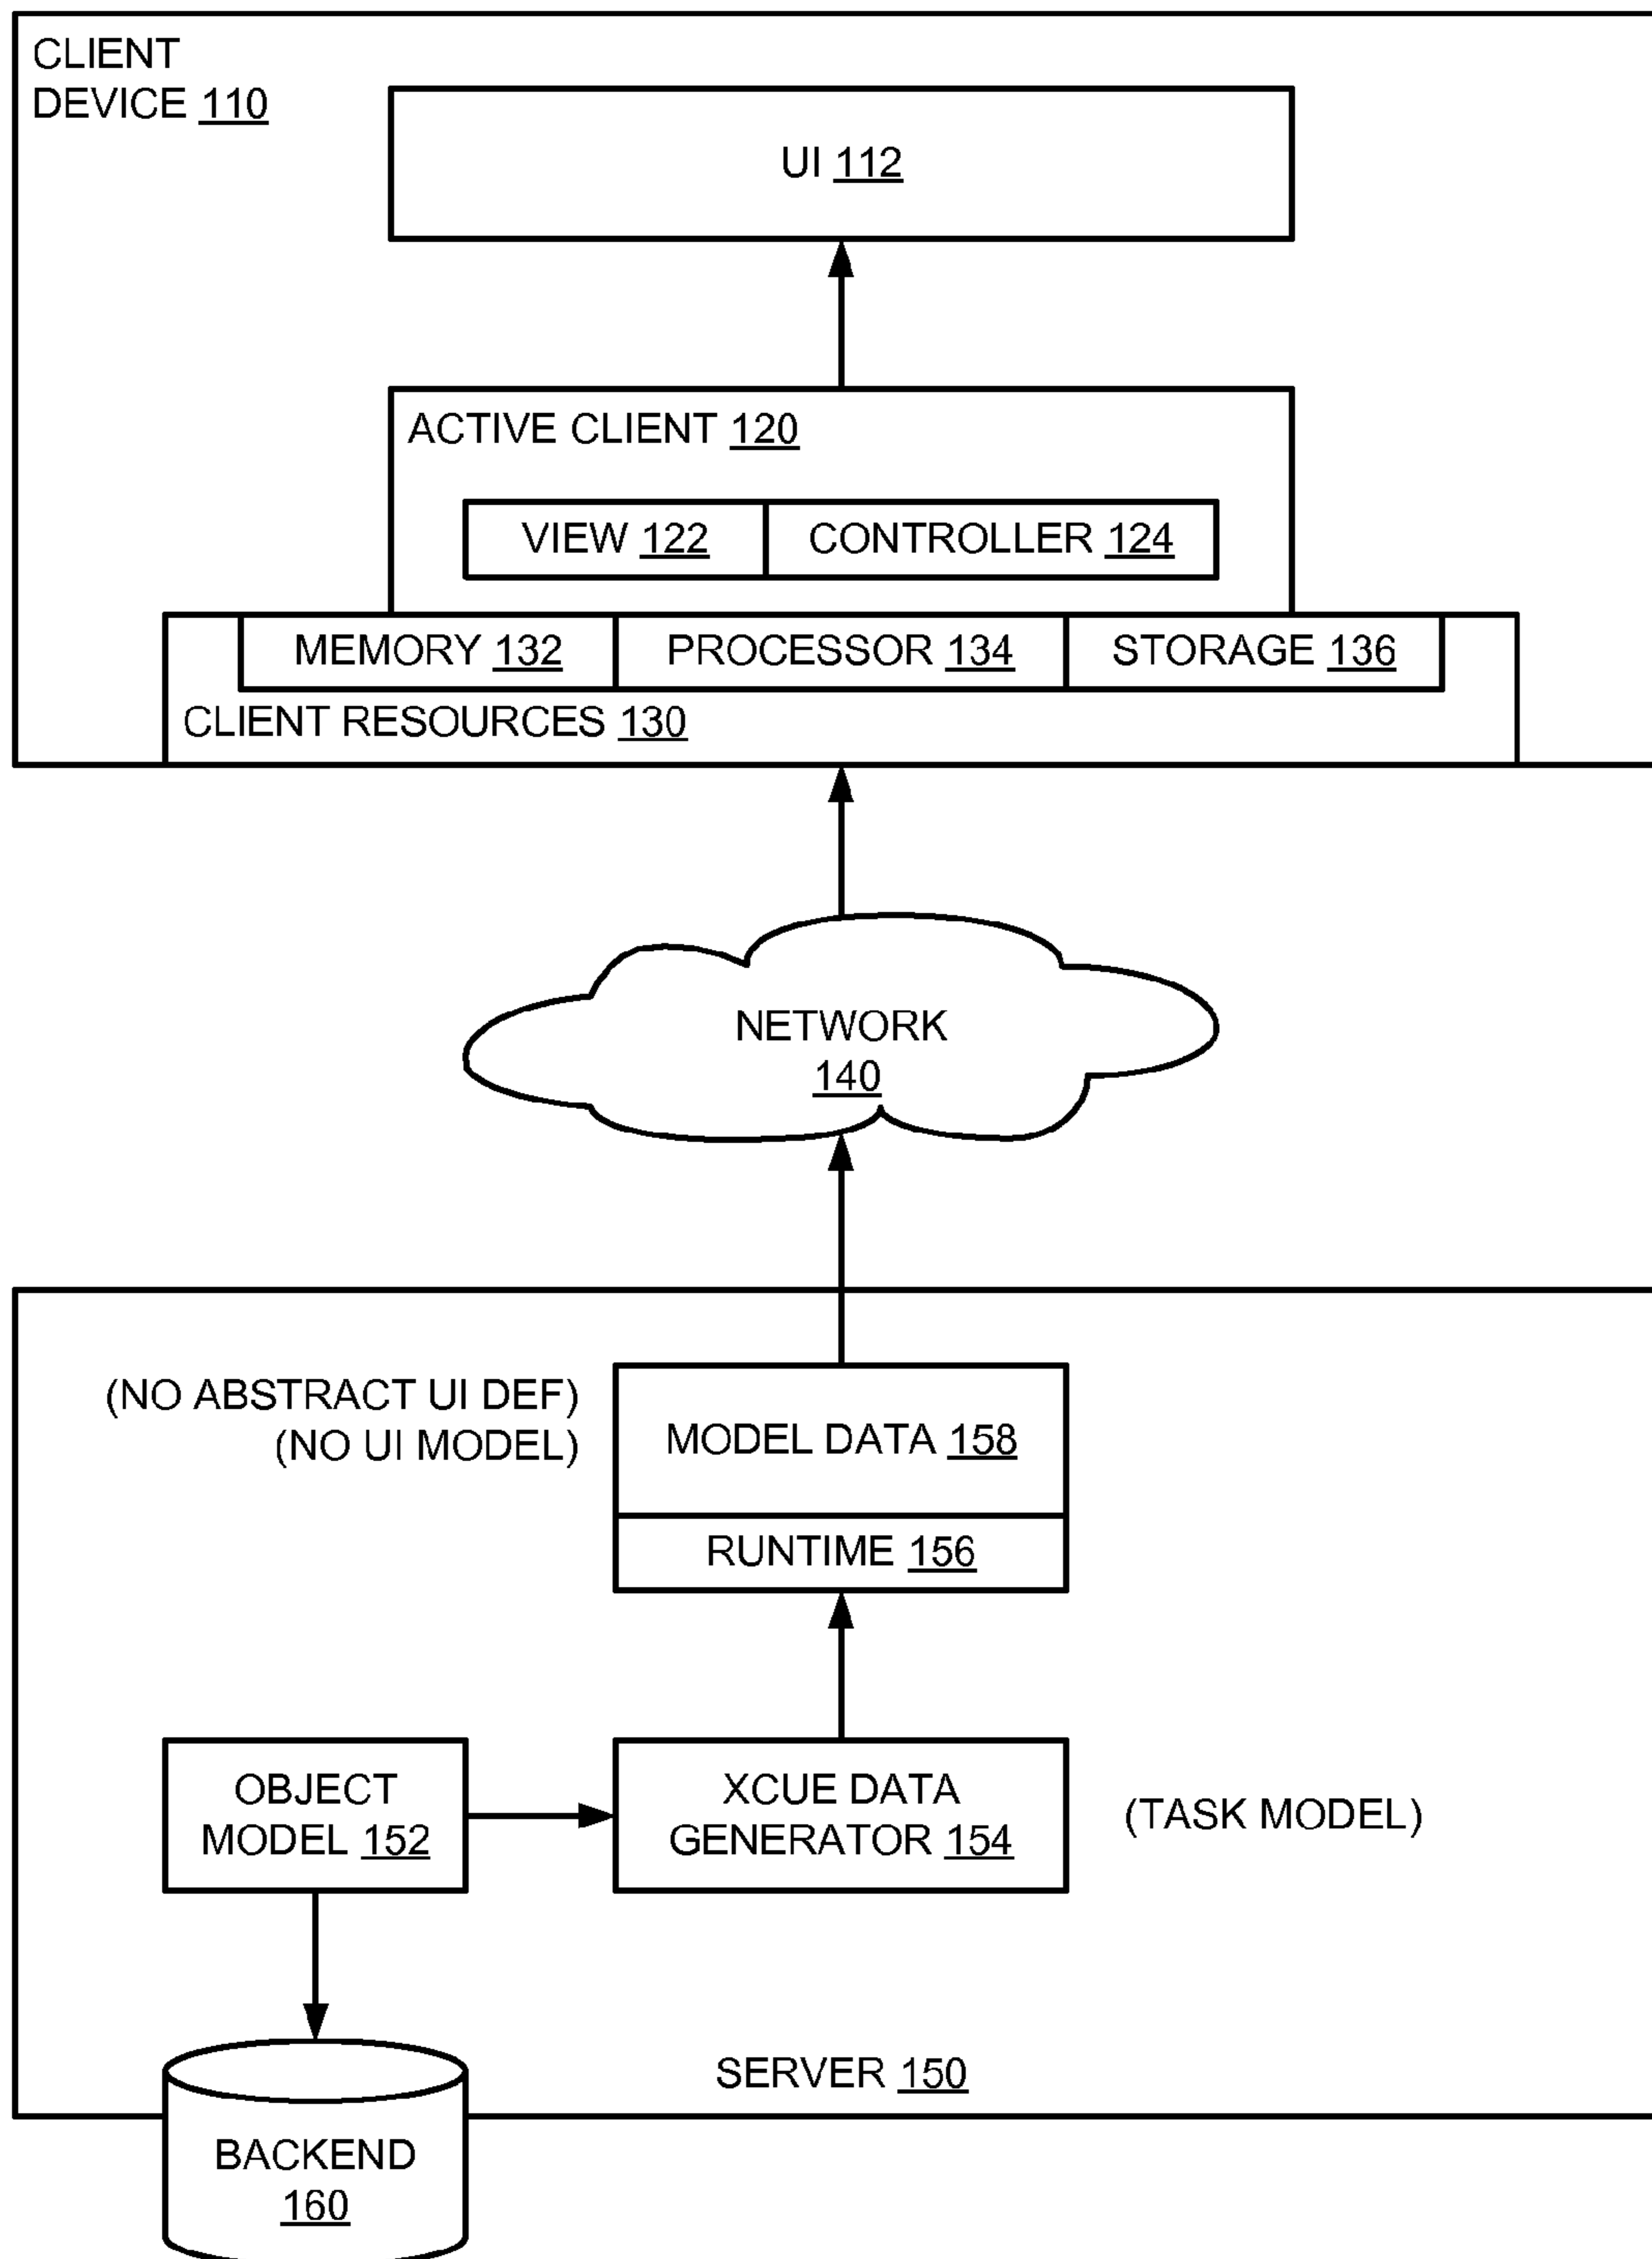 CLIENT
DEVICE 110
UI 112
ACTIVE CLIENT 120
VIEW 122
CONTROLLER 124
MEMORY 132
PROCESSOR 134
STORAGE 136
CLIENT RESOURCES 130
NETWORK
140
(NO ABSTRACT UI DEF)
(NO UI MODEL)
MODEL DATA 158
RUNTIME 156
OBJECT
MODEL 152
XCUE DATA
GENERATOR 154
(TASK MODEL)
SERVER 150
BACKEND
160